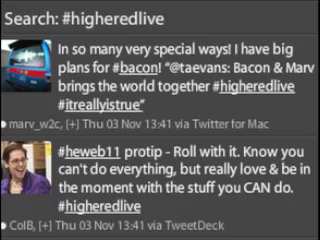 Search: #higheredlive
In so many very special ways! I have big
plans for #bacon! "@taevans: Bacon & Marv
brings the world together #higheredlive
#itreallyistrue"
marv_w2c, [+] Thu 03 Nov 13:41 via Twitter for Mac
#heweb11 protip - Roll with it. Know you
can't do everything, but really love & be in
the moment with the stuff you CAN do.
#higheredlive
ColB, [+] Thu 03 Nov 13:41 via TweetDeck